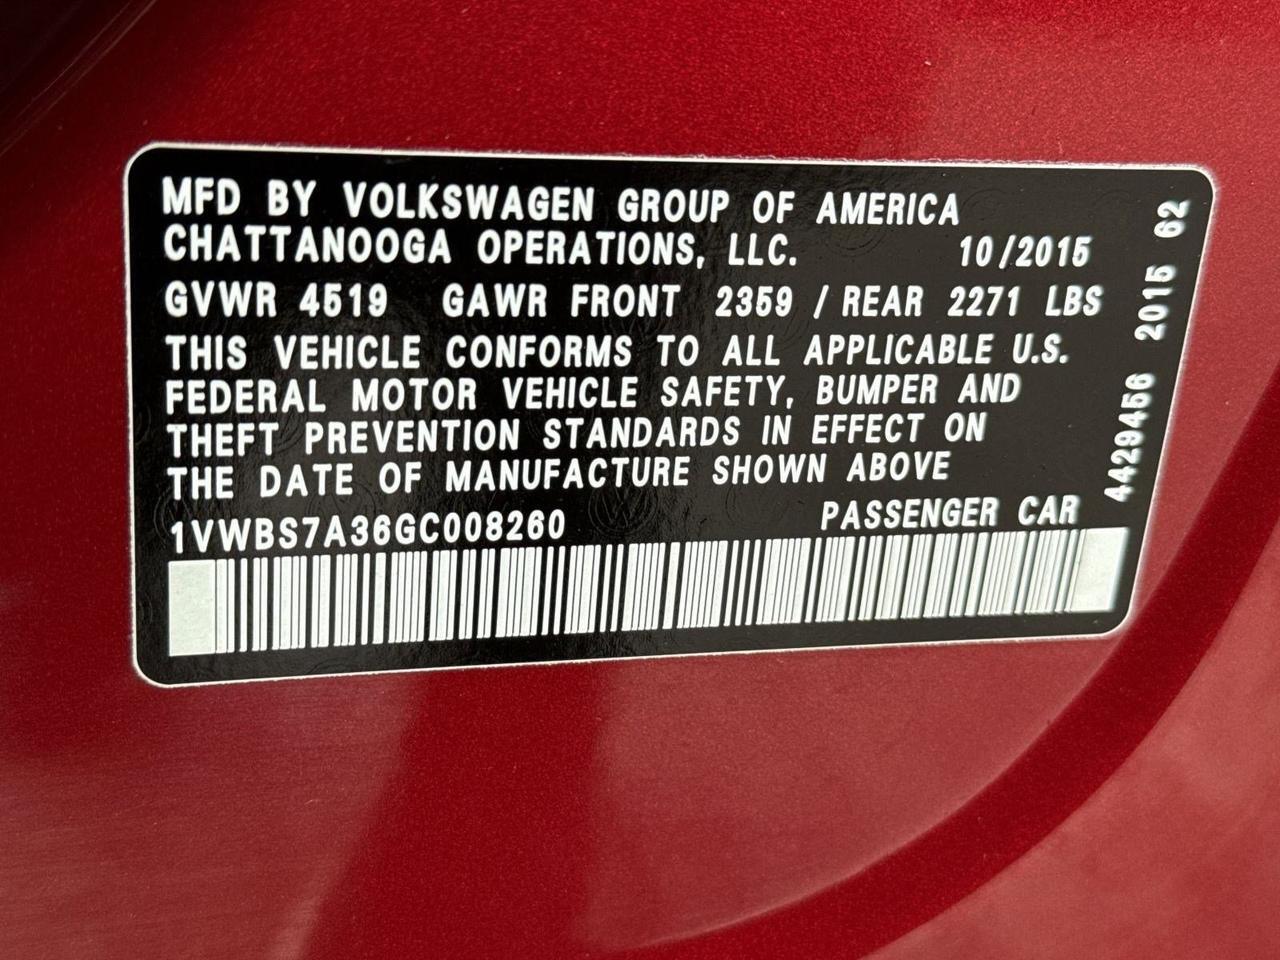 MFD BY VOLKSWAGEN GROUP OF AMERICA
CHATTANOOGA OPERATIONS, LLC. 10/2015
GVWR 4519 GAWR FRONT 2359 / REAR 2271 LBS
THIS VEHICLE CONFORMS TO ALL APPLICABLE U.S.
FEDERAL MOTOR VEHICLE SAFETY, BUMPER AND
THEFT PREVENTION STANDARDS IN EFFECT ON
THE DATE OF MANUFACTURE SHOWN ABOVE
1VWBS7A36GC008260 PASSENGER CAR
4429456 2015 62